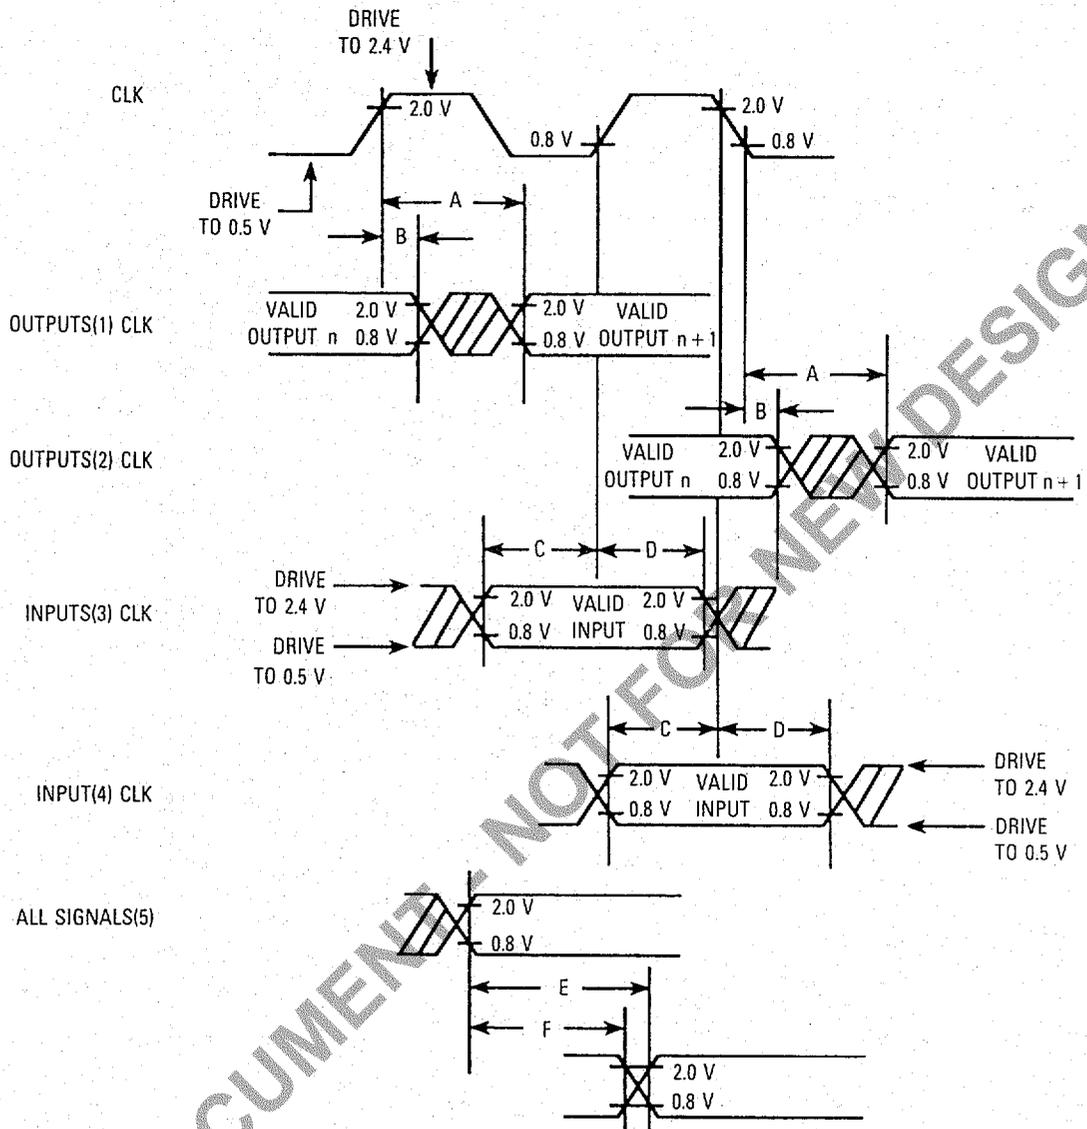 DRIVE
TO 2.4 V
CLK
2.0 V
0.8 V
2.0 V
0.8 V
DRIVE
TO 0.5 V
A
B
OUTPUTS(1) CLK
VALID
OUTPUT n
2.0 V
0.8 V
2.0 V
0.8 V
VALID
OUTPUT n + 1
A
B
OUTPUTS(2) CLK
VALID
OUTPUT n
2.0 V
0.8 V
2.0 V
0.8 V
VALID
OUTPUT n + 1
C
D
INPUTS(3) CLK
DRIVE
TO 2.4 V
DRIVE
TO 0.5 V
2.0 V
0.8 V
VALID
INPUT
2.0 V
0.8 V
C
D
INPUT(4) CLK
2.0 V
0.8 V
VALID
INPUT
2.0 V
0.8 V
DRIVE
TO 2.4 V
DRIVE
TO 0.5 V
ALL SIGNALS(5)
2.0 V
0.8 V
E
F
2.0 V
0.8 V
CUMENT - NOT FOR NEW DESIGN